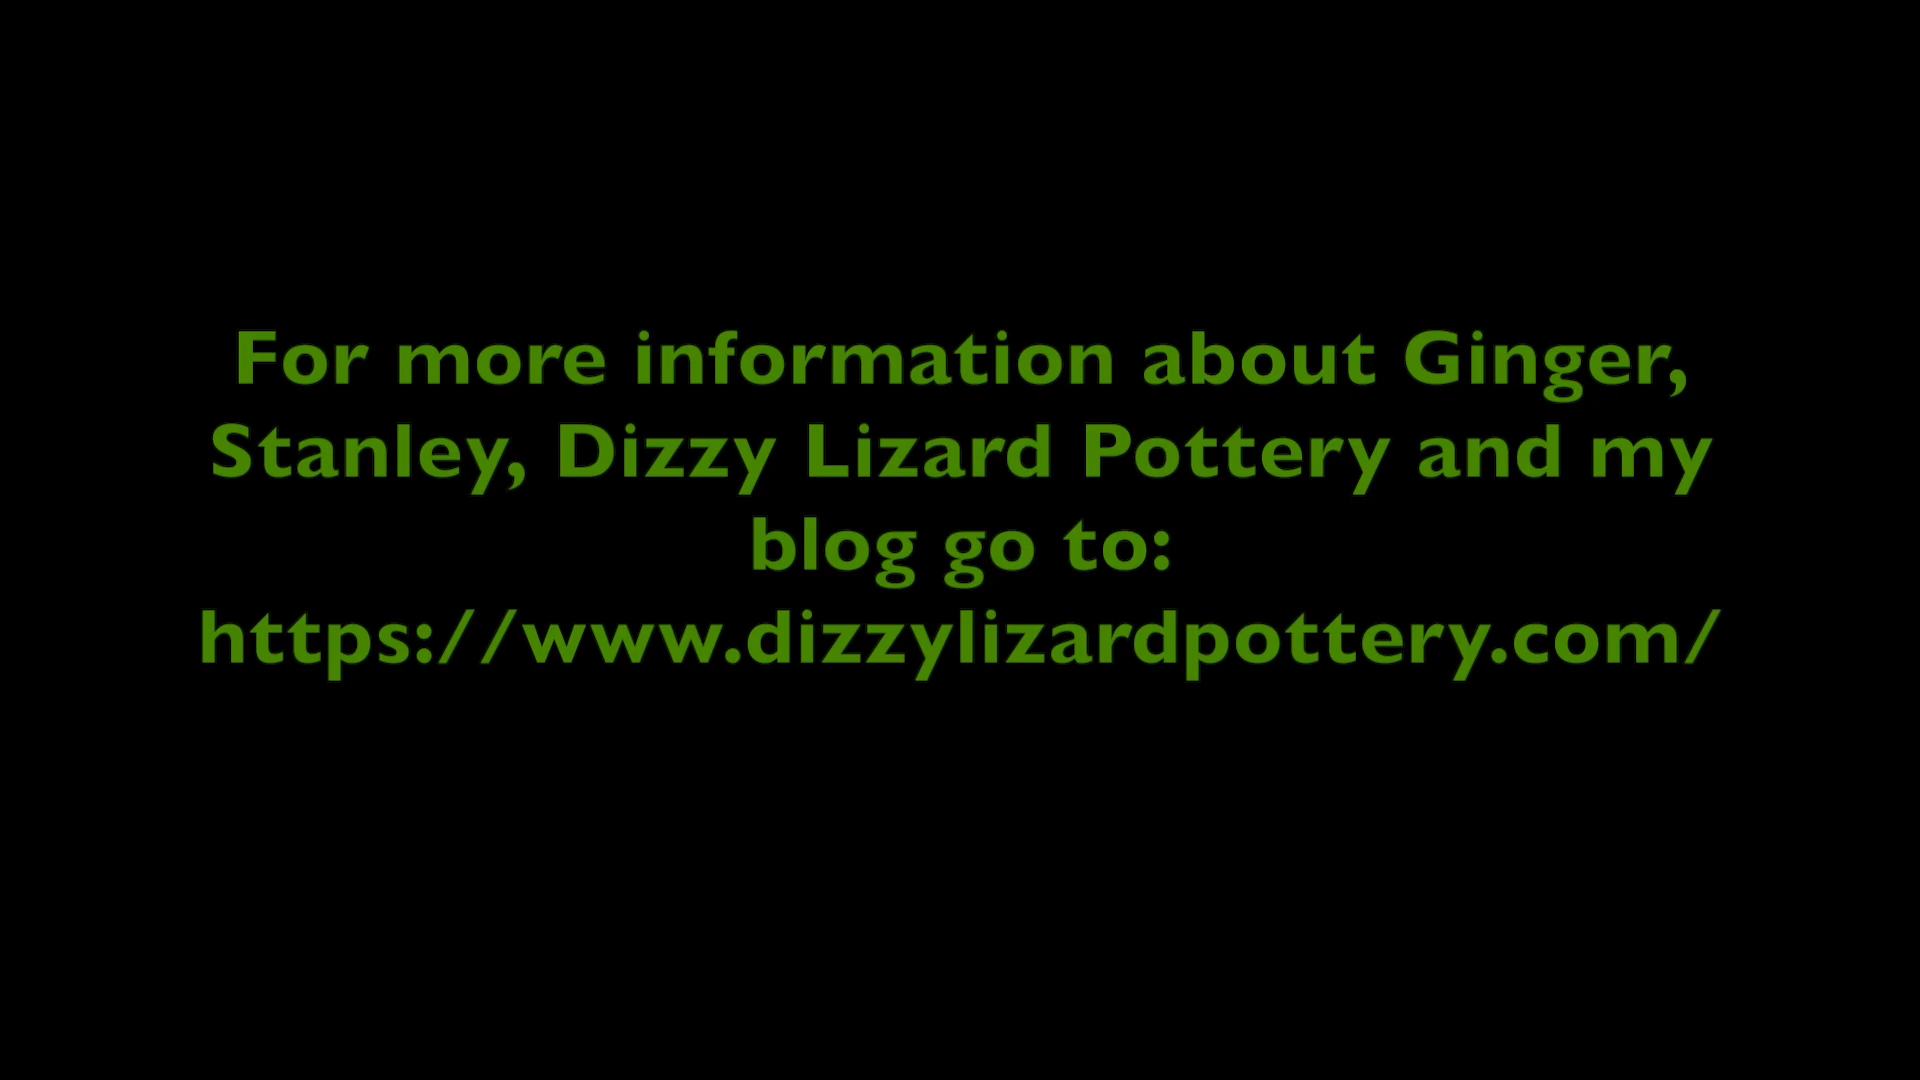 For more information about Ginger,
Stanley, Dizzy Lizard Pottery and my
blog go to:
https://www.dizzylizardpottery.com/